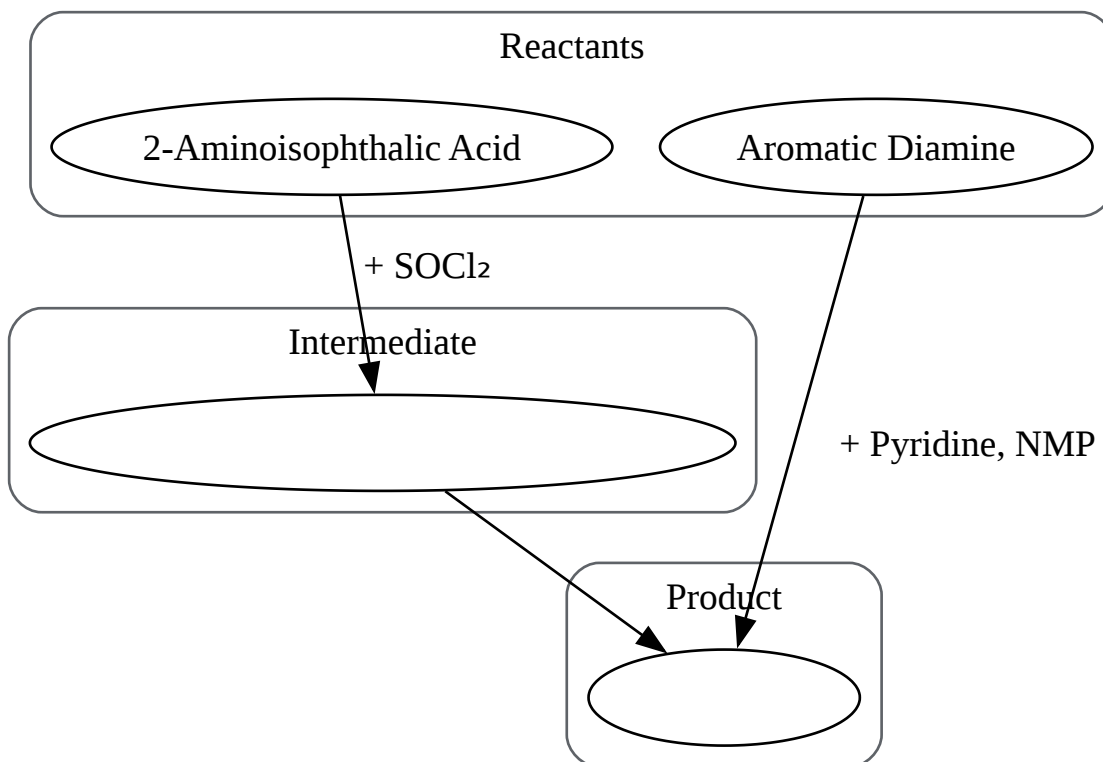 Reactants
2-Aminoisophthalic Acid
Aromatic Diamine
+ SOCl₂
Intermediate
+ Pyridine, NMP
Product